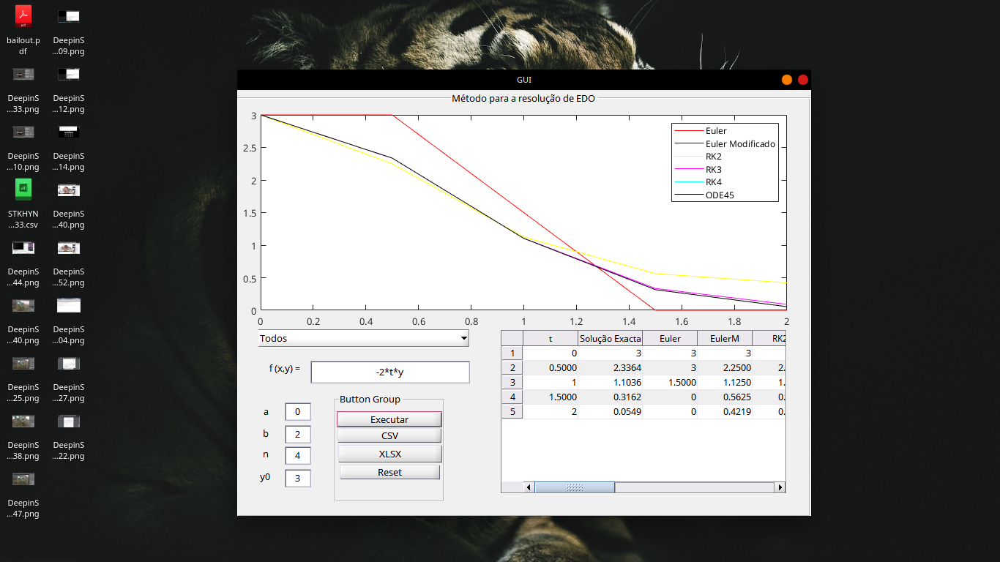 bailout.p
df
DeepinS
...09.png
DeepinS
...33.png
DeepinS
...12.png
DeepinS
...10.png
DeepinS
...14.png
STKHYN
...33.csv
DeepinS
...40.png
DeepinS
...44.png
DeepinS
...52.png
DeepinS
...40.png
DeepinS
...04.png
DeepinS
...25.png
DeepinS
...27.png
DeepinS
...38.png
DeepinS
...22.png
DeepinS
...47.png
GUI
Método para a resolução de EDO
3
2.5
2
1.5
1
0.5
0
0 0.2 0.4 0.6 0.8 1 1.2 1.4 1.6 1.8 2
Euler
Euler Modificado
RK2
RK3
RK4
ODE45
Todos
f (x,y) = -2*t*y
a 0
b 2
n 4
y0 3
Button Group
Executar
CSV
XLSX
Reset
t Solução Exacta Euler EulerM RK2
1 0 3 3 3
2 0.5000 2.3364 3 2.2500 2.
3 1 1.1036 1.5000 1.1250 1.
4 1.5000 0.3162 0 0.5625 0.
5 2 0.0549 0 0.4219 0.